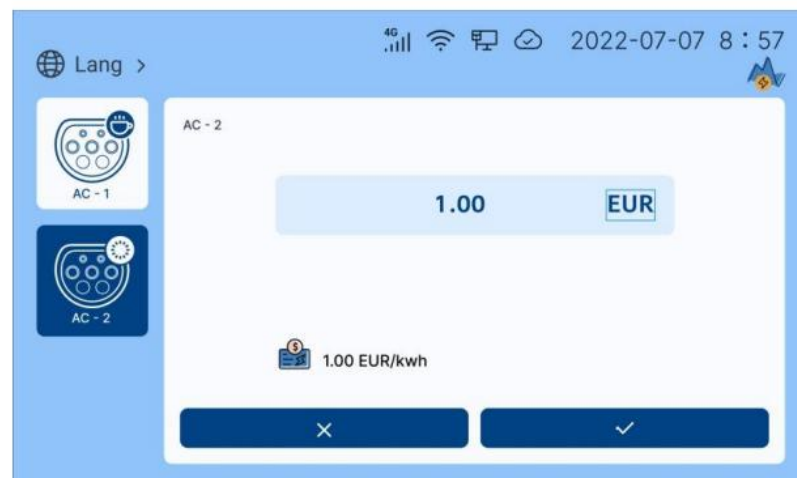 4G 2022-07-07 8:57
Lang >
AC - 1
AC - 2
AC - 2
1.00 EUR
1.00 EUR/kwh